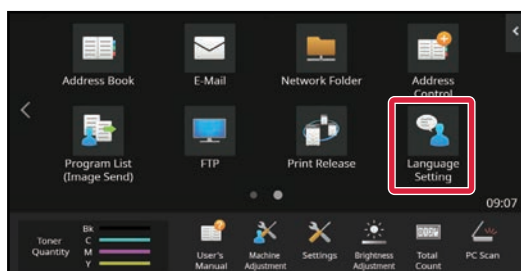 Address Book
E-Mail
Network Folder
Address
Control
Program List
(Image Send)
FTP
Print Release
Language
Setting
09:07
Toner
Quantity
Bk
C
M
Y
User's
Manual
Machine
Adjustment
Settings
Brightness
Adjustment
Total
Count
PC Scan